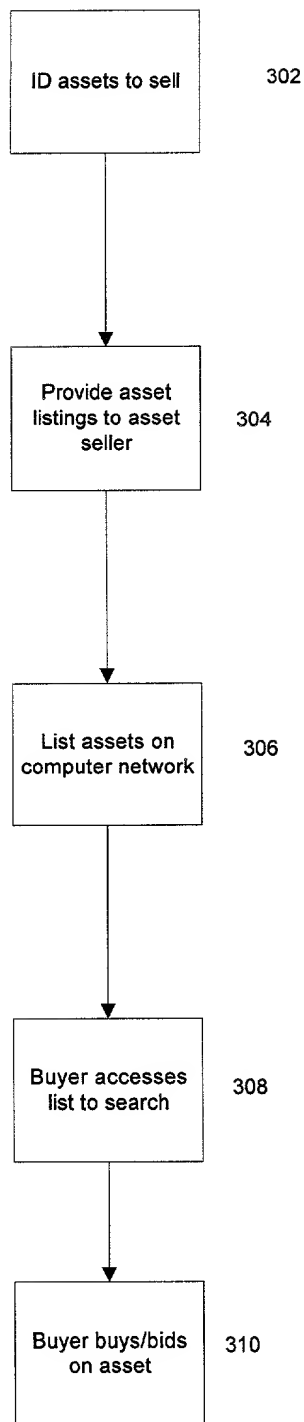 ID assets to sell
302
Provide asset
listings to asset
seller
304
List assets on
computer network
306
Buyer accesses
list to search
308
Buyer buys/bids
on asset
310